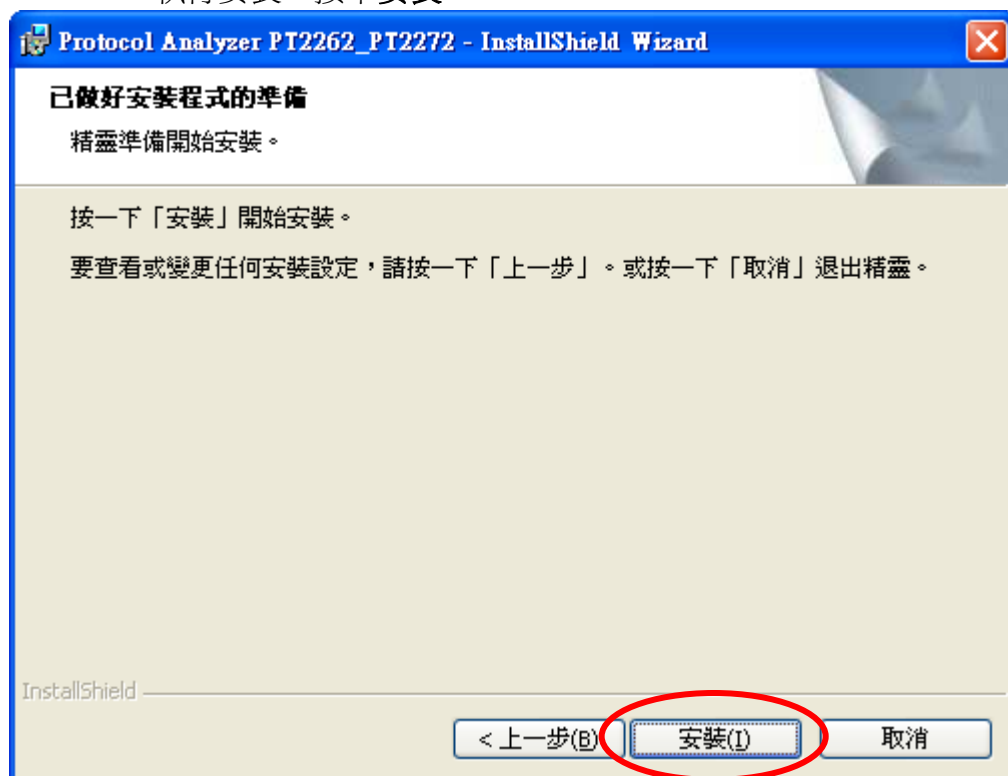 Protocol Analyzer PT2262_PT2272 - InstallShield Wizard
已做好安裝程式的準備
精靈準備開始安裝。
按一下「安裝」開始安裝。
要查看或變更任何安裝設定，請按一下「上一步」。或按一下「取消」退出精靈。
InstallShield
< 上一步(B) 安裝(I) 取消